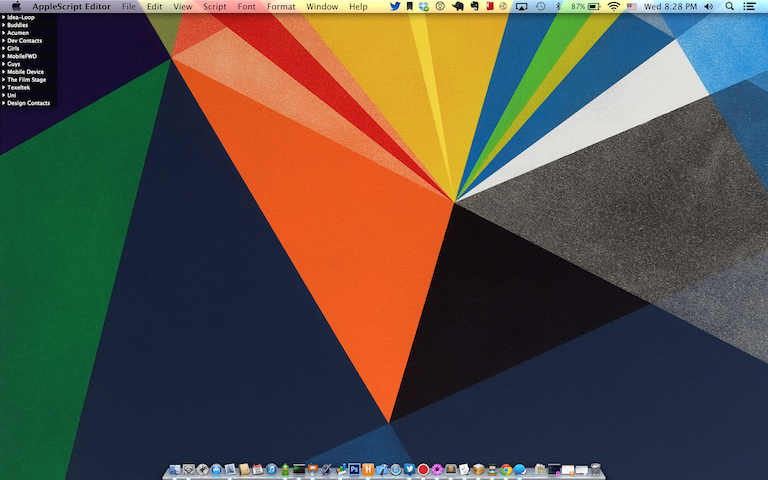 AppleScript Editor File Edit View Script Font Format Window Help 87% Wed 8:28 PM
Idea-Loop
Buddies
Acumen
Dev Contacts
Girls
MobileFWD
Guys
Mobile Device
The Film Stage
Texeltek
Uni
Design Contacts
Ps
H